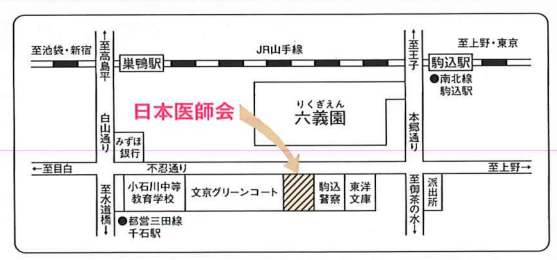 至池袋・新宿
←至高島平
巣鴨駅
JR山手線
←至王子
至上野・東京
駒込駅
●南北線
駒込駅
日本医師会
りくぎえん
六義園
白山通り
本郷通り
みずほ
銀行
←至目白
不忍通り
至上野→
至水道橋→
小石川中等
教育学校
文京グリーンコート
駒込
警察
東洋
文庫
至御茶の水→
派出所
●都営三田線
千石駅